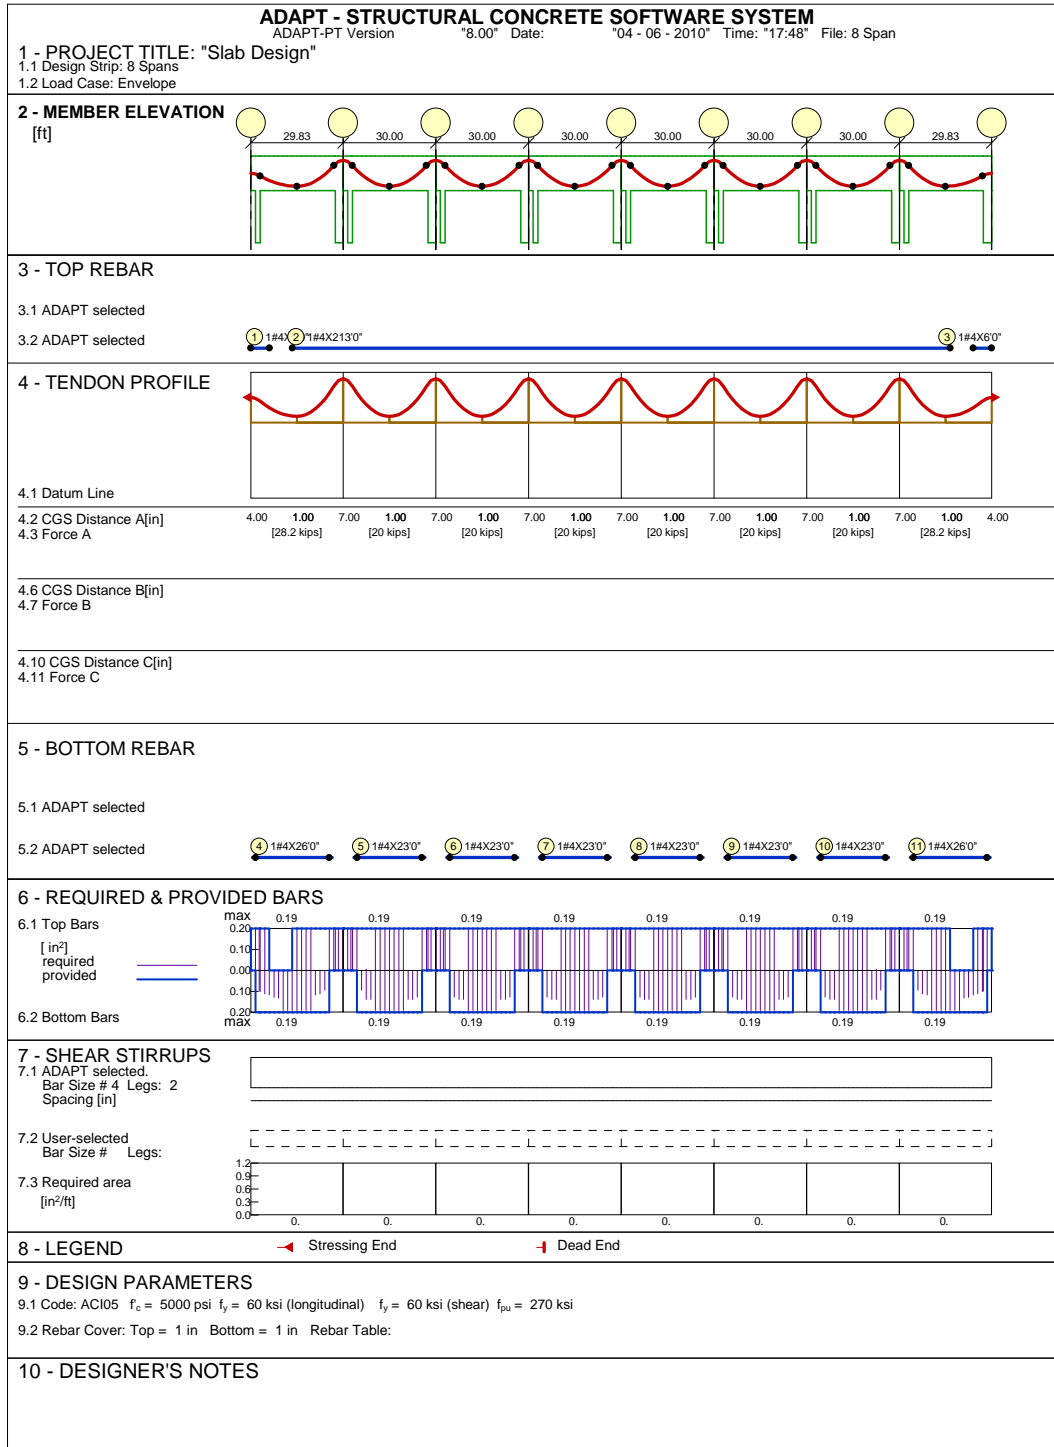 ADAPT - STRUCTURAL CONCRETE SOFTWARE SYSTEM
ADAPT-PT Version "8.00" Date: "04 - 06 - 2010" Time: "17:48" File: 8 Span
1 - PROJECT TITLE: "Slab Design"
1.1 Design Strip: 8 Spans
1.2 Load Case: Envelope
2 - MEMBER ELEVATION
[ft]
29.83 30.00 30.00 30.00 30.00 30.00 30.00 29.83
3 - TOP REBAR
3.1 ADAPT selected
3.2 ADAPT selected
1 1#4X 2 1#4X213'0" 3 1#4X6'0"
4 - TENDON PROFILE
4.1 Datum Line
4.2 CGS Distance A[in] 4.00 1.00 7.00 1.00 7.00 1.00 7.00 1.00 7.00 1.00 7.00 1.00 7.00 1.00 7.00 1.00 4.00
4.3 Force A [28.2 kips] [20 kips] [20 kips] [20 kips] [20 kips] [20 kips] [20 kips] [28.2 kips]
4.6 CGS Distance B[in]
4.7 Force B
4.10 CGS Distance C[in]
4.11 Force C
5 - BOTTOM REBAR
5.1 ADAPT selected
5.2 ADAPT selected
4 1#4X26'0" 5 1#4X23'0" 6 1#4X23'0" 7 1#4X23'0" 8 1#4X23'0" 9 1#4X23'0" 10 1#4X23'0" 11 1#4X26'0"
6 - REQUIRED & PROVIDED BARS
6.1 Top Bars
max 0.19 0.19 0.19 0.19 0.19 0.19 0.19 0.19
0.20
[ in²]
0.10
required
provided
0.00
0.10
0.20
6.2 Bottom Bars
max 0.19 0.19 0.19 0.19 0.19 0.19 0.19 0.19
7 - SHEAR STIRRUPS
7.1 ADAPT selected.
Bar Size # 4 Legs: 2
Spacing [in]
7.2 User-selected
Bar Size # Legs:
1.2
0.9
7.3 Required area
0.6
[in²/ft]
0.3
0.0
0. 0. 0. 0. 0. 0. 0. 0.
8 - LEGEND
Stressing End Dead End
9 - DESIGN PARAMETERS
9.1 Code: ACI05 f'c = 5000 psi fy = 60 ksi (longitudinal) fy = 60 ksi (shear) fpu = 270 ksi
9.2 Rebar Cover: Top = 1 in Bottom = 1 in Rebar Table:
10 - DESIGNER'S NOTES